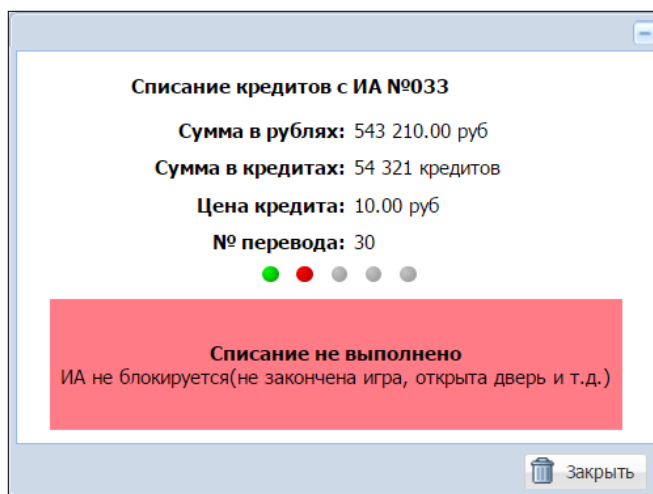 Списание кредитов с ИА №033
Сумма в рублях: 543 210.00 руб
Сумма в кредитах: 54 321 кредитов
Цена кредита: 10.00 руб
№ перевода: 30
Списание не выполнено
ИА не блокируется(не закончена игра, открыта дверь и т.д.)
Закрыть